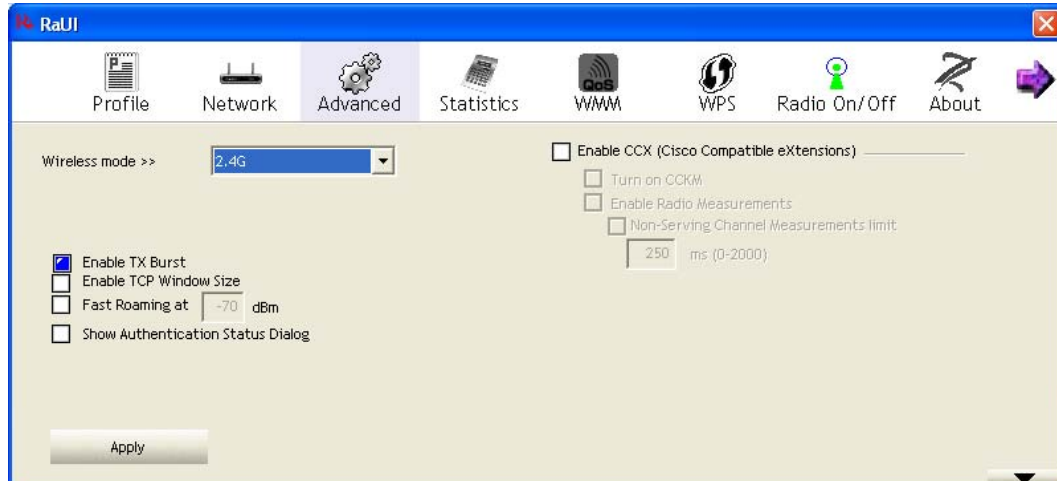 RaUI
Profile Network Advanced Statistics QoS WMM WPS Radio On/Off About
Wireless mode >> 2.4G
Enable CCX (Cisco Compatible eXtensions)
Turn on CCKM
Enable Radio Measurements
Non-Serving Channel Measurements limit
250 ms (0-2000)
Enable TX Burst
Enable TCP Window Size
Fast Roaming at -70 dBm
Show Authentication Status Dialog
Apply